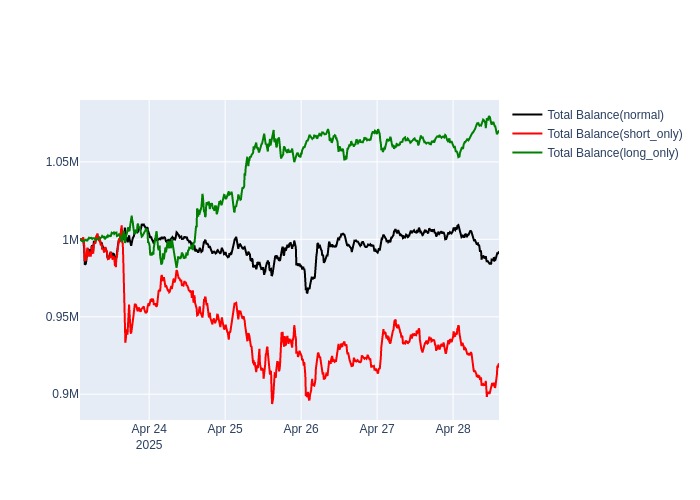 Total Balance(normal)
Total Balance(short_only)
Total Balance(long_only)
1.05M
1M
0.95M
0.9M
Apr 24
2025
Apr 25
Apr 26
Apr 27
Apr 28